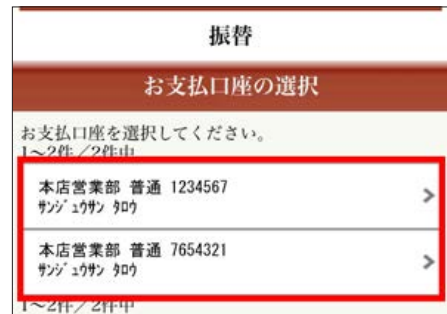 振替
お支払口座の選択
お支払口座を選択してください。
1～2件／2件中
本店営業部 普通 1234567
ｻﾝｼﾞｭｳｻﾝ ﾀﾛｳ
本店営業部 普通 7654321
ｻﾝｼﾞｭｳｻﾝ ﾀﾛｳ
1～2件／2件中